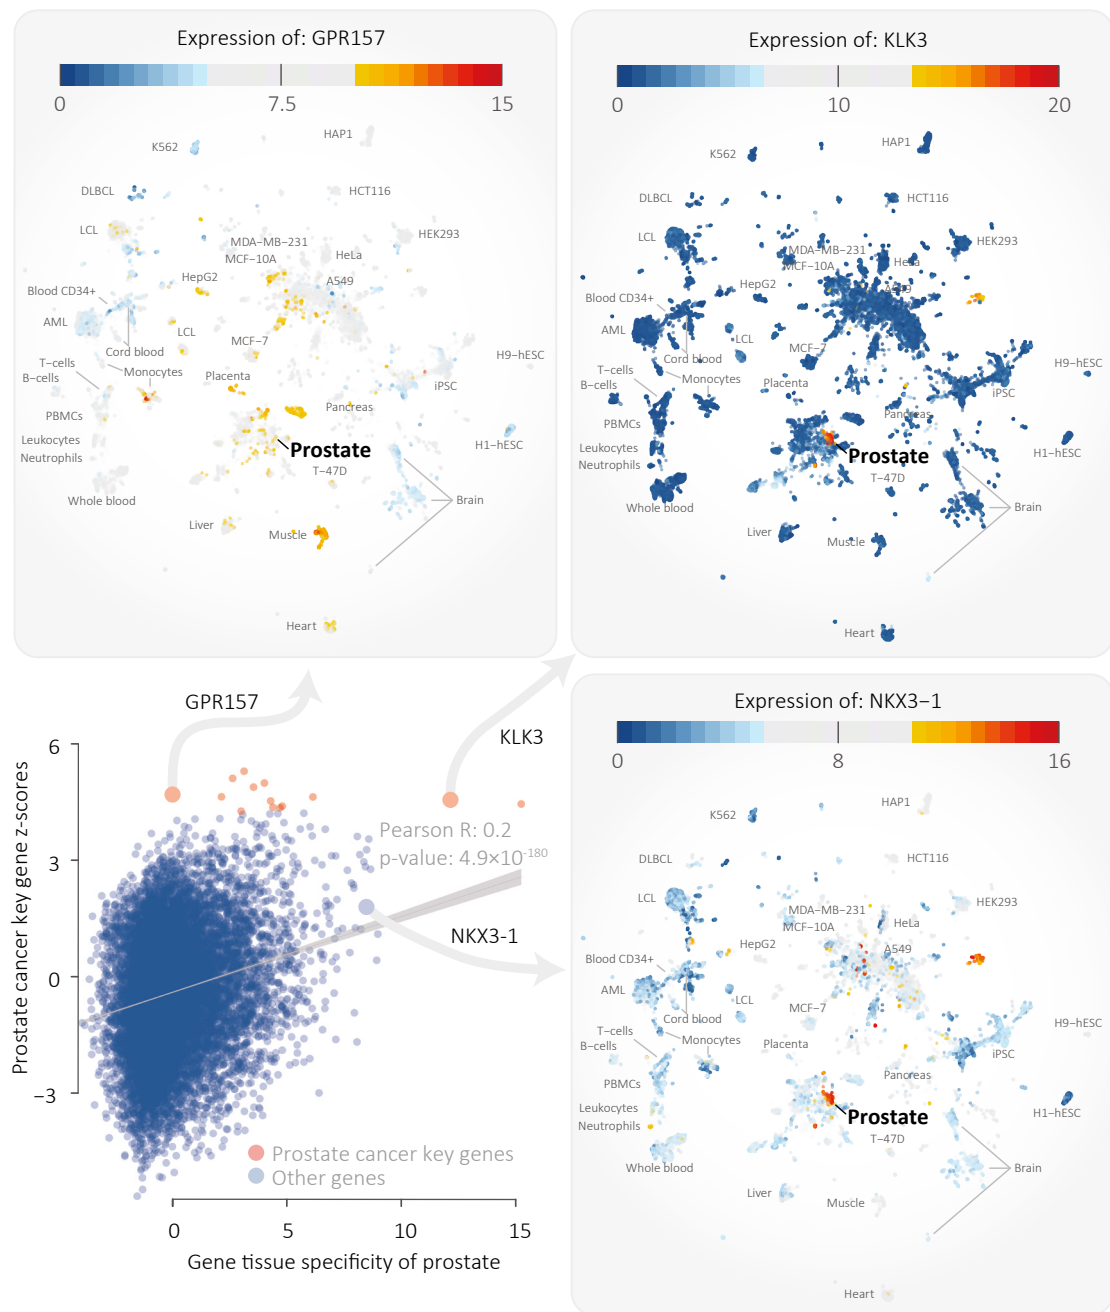 Expression of: GPR157
0 7.5 15
HAP1
K562
DLBCL
HCT116
LCL
HEK293
MDA−MB−231
MCF−10A
HeLa
HepG2
A549
Blood CD34+
AML
LCL
MCF−7
Cord blood
H9−hESC
T−cells
Monocytes
B−cells
Placenta
iPSC
PBMCs
Pancreas
Leukocytes
Neutrophils
Prostate
H1−hESC
T−47D
Whole blood
Brain
Liver
Muscle
Heart
Expression of: KLK3
0 10 20
HAP1
K562
DLBCL
HCT116
LCL
HEK293
MDA−MB−231
MCF−10A
HeLa
HepG2
A549
Blood CD34+
AML
LCL
MCF−7
Cord blood
H9−hESC
T−cells
Monocytes
B−cells
Placenta
iPSC
PBMCs
Pancreas
Leukocytes
Neutrophils
Prostate
H1−hESC
T−47D
Whole blood
Brain
Liver
Muscle
Heart
GPR157
KLK3
NKX3-1
Pearson R: 0.2
p-value: 4.9×10⁻¹⁸⁰
Prostate cancer key gene z-scores
6
3
0
−3
Prostate cancer key genes
Other genes
0 5 10 15
Gene tissue specificity of prostate
Expression of: NKX3−1
0 8 16
HAP1
K562
DLBCL
HCT116
LCL
HEK293
MDA−MB−231
MCF−10A
HeLa
HepG2
A549
Blood CD34+
AML
LCL
MCF−7
Cord blood
H9−hESC
T−cells
Monocytes
B−cells
Placenta
iPSC
PBMCs
Pancreas
Leukocytes
Neutrophils
Prostate
H1−hESC
T−47D
Whole blood
Brain
Liver
Muscle
Heart